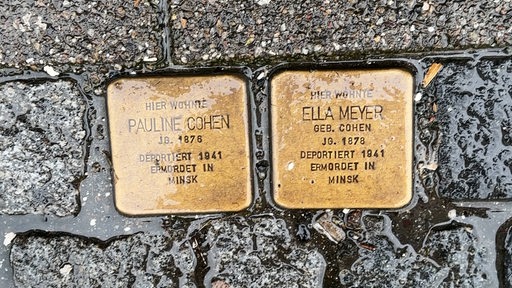 HIER WOHNTE
PAULINE COHEN
JG. 1876
DEPORTIERT 1941
ERMORDET IN
MINSK
HIER WOHNTE
ELLA MEYER
GEB. COHEN
JG. 1878
DEPORTIERT 1941
ERMORDET IN
MINSK